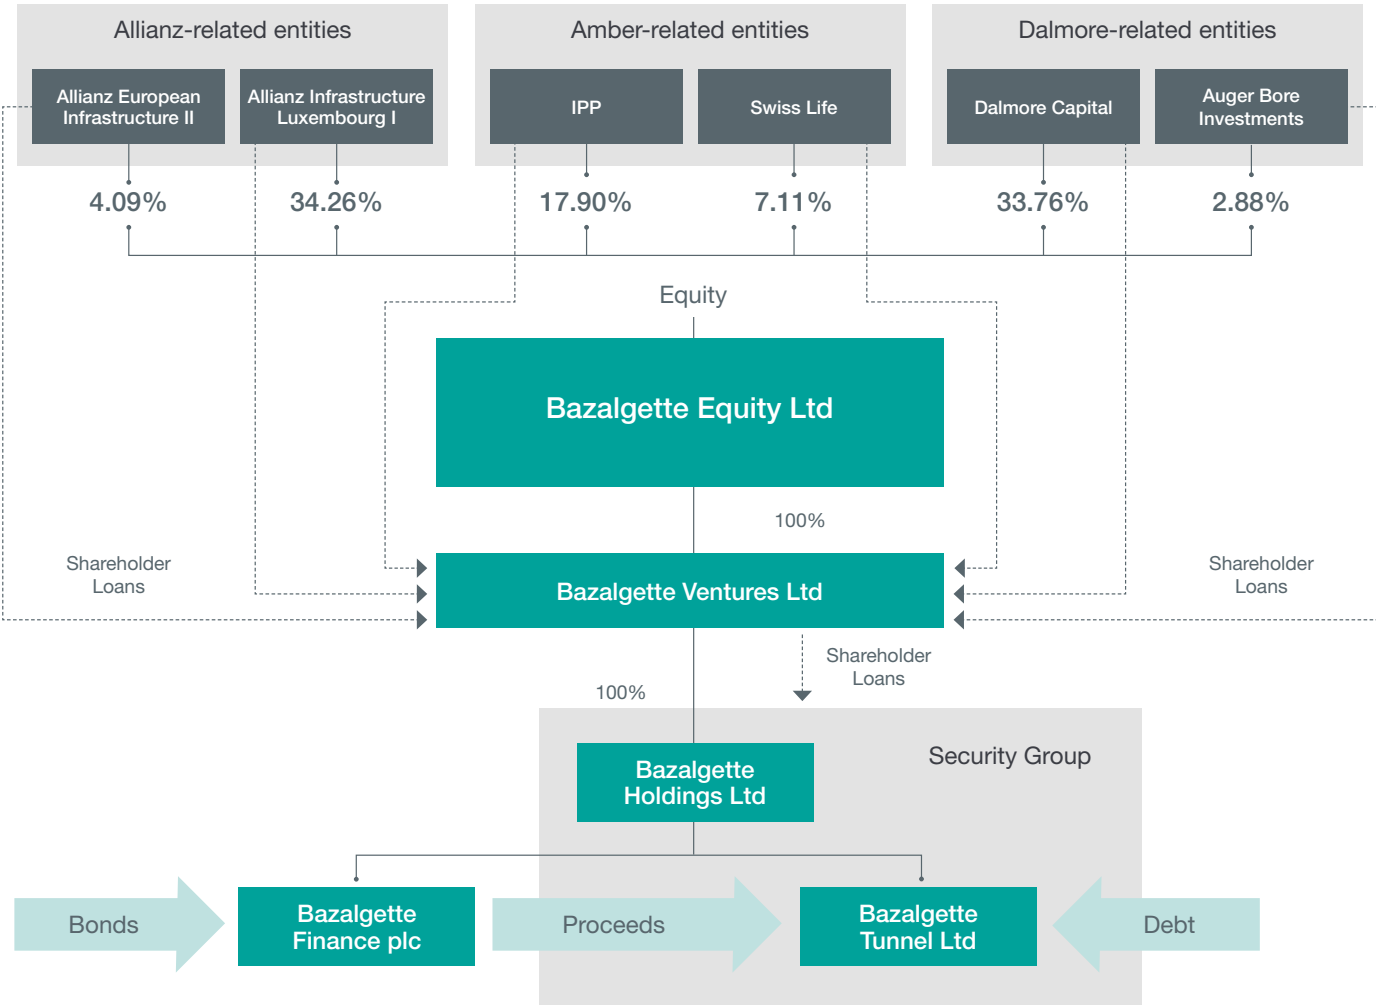 Allianz-related entities
Amber-related entities
Dalmore-related entities
Allianz European
Infrastructure II
Allianz Infrastructure
Luxembourg I
IPP
Swiss Life
Dalmore Capital
Auger Bore
Investments
4.09%
34.26%
17.90%
7.11%
33.76%
2.88%
Equity
Bazalgette Equity Ltd
100%
Shareholder
Loans
Bazalgette Ventures Ltd
Shareholder
Loans
Shareholder
Loans
100%
Security Group
Bazalgette
Holdings Ltd
Bonds
Bazalgette
Finance plc
Proceeds
Bazalgette
Tunnel Ltd
Debt